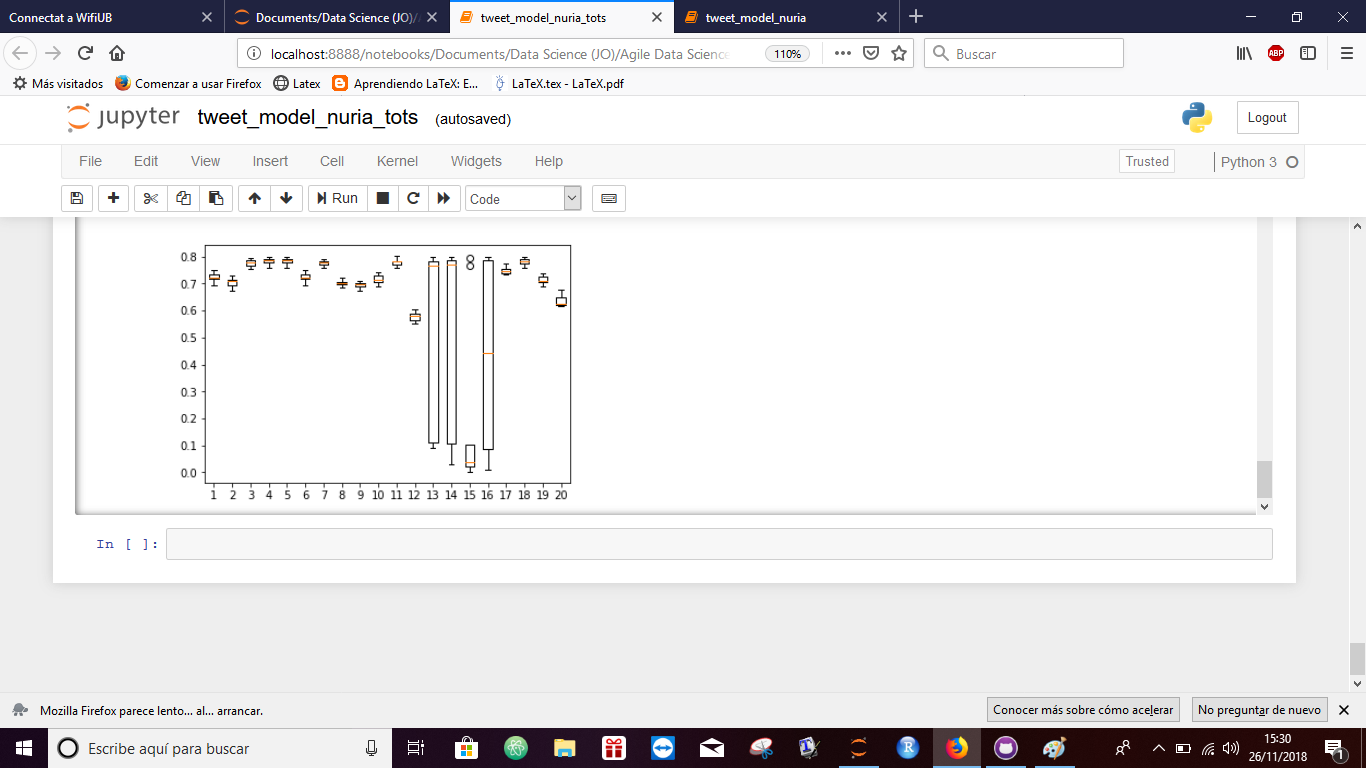 Connectat a WifiUB
Documents/Data Science (JO)/
tweet_model_nuria_tots
tweet_model_nuria
localhost:8888/notebooks/Documents/Data Science (JO)/Agile Data Science
110%
Buscar
ABP
Más visitados
Comenzar a usar Firefox
Latex
Aprendiendo LaTeX: E...
LaTeX.tex - LaTeX.pdf
jupyter
tweet_model_nuria_tots
(autosaved)
Logout
File Edit View Insert Cell Kernel Widgets Help
Trusted
Python 3
Run
Code
0.8
0.7
0.6
0.5
0.4
0.3
0.2
0.1
0.0
1 2 3 4 5 6 7 8 9 10 11 12 13 14 15 16 17 18 19 20
In [ ]:
Mozilla Firefox parece lento... al... arrancar.
Conocer más sobre cómo acelerar
No preguntar de nuevo
Escribe aquí para buscar
R
15:30
26/11/2018
1